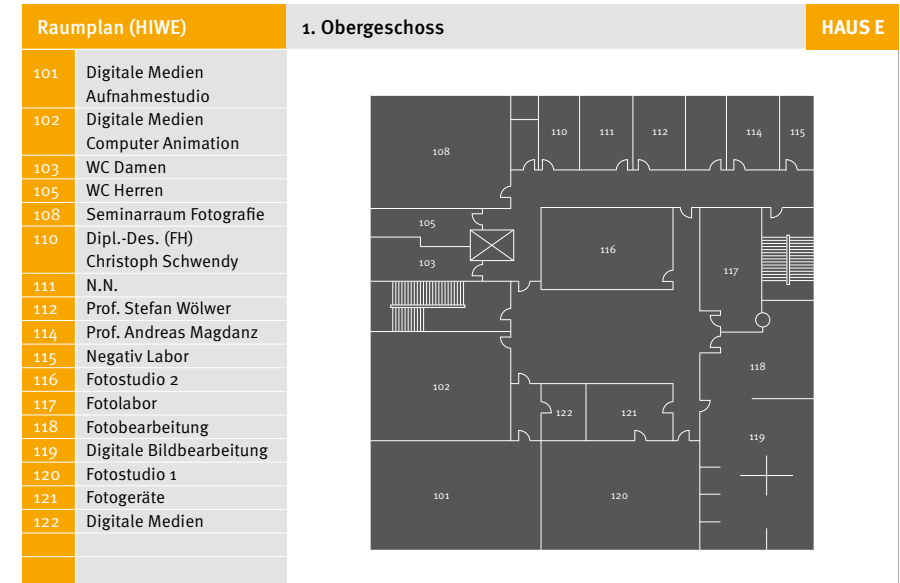 Raumplan (HIWE) 1. Obergeschoss HAUS E
101 Digitale Medien
Aufnahmestudio
102 Digitale Medien
Computer Animation
103 WC Damen
105 WC Herren
108 Seminarraum Fotografie
110 Dipl.-Des. (FH)
Christoph Schwendy
111 N.N.
112 Prof. Stefan Wölwer
114 Prof. Andreas Magdanz
115 Negativ Labor
116 Fotostudio 2
117 Fotolabor
118 Fotobearbeitung
119 Digitale Bildbearbeitung
120 Fotostudio 1
121 Fotogeräte
122 Digitale Medien
108 110 111 112 114 115
105
116
103
117
118
102
122 121
119
101 120